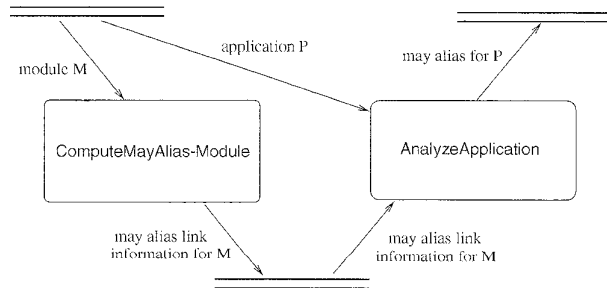 application P
may alias for P
module M
ComputeMayAlias-Module
AnalyzeApplication
may alias link
information for M
may alias link
information for M